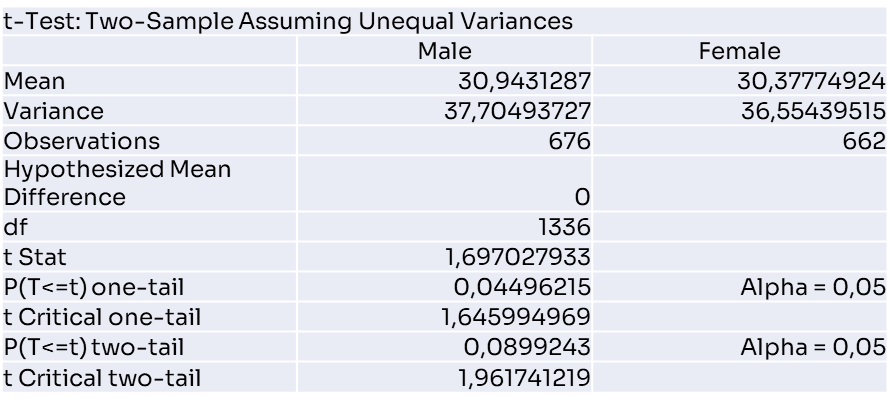 t-Test: Two-Sample Assuming Unequal Variances
Male Female
Mean 30,9431287 30,37774924
Variance 37,70493727 36,55439515
Observations 676 662
Hypothesized Mean
Difference 0
df 1336
t Stat 1,697027933
P(T<=t) one-tail 0,04496215 Alpha = 0,05
t Critical one-tail 1,645994969
P(T<=t) two-tail 0,0899243 Alpha = 0,05
t Critical two-tail 1,961741219